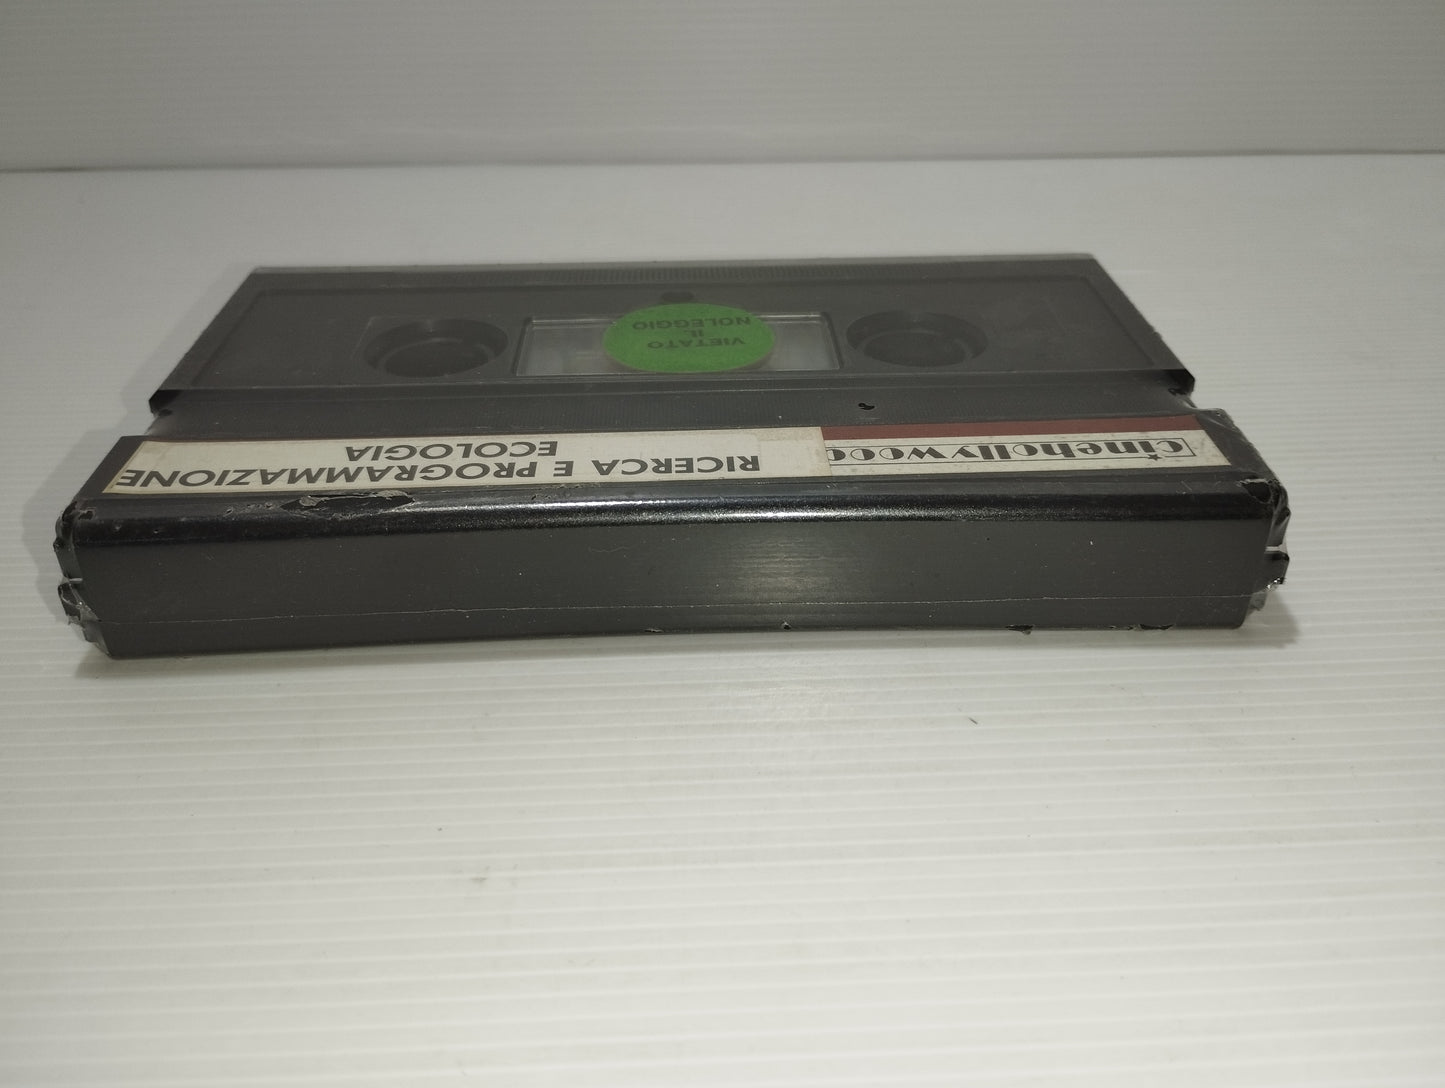 VIETATO
IL
NOLEGGIO
cinehollywood
RICERCA E PROGRAMMAZIONE
ECOLOGIA